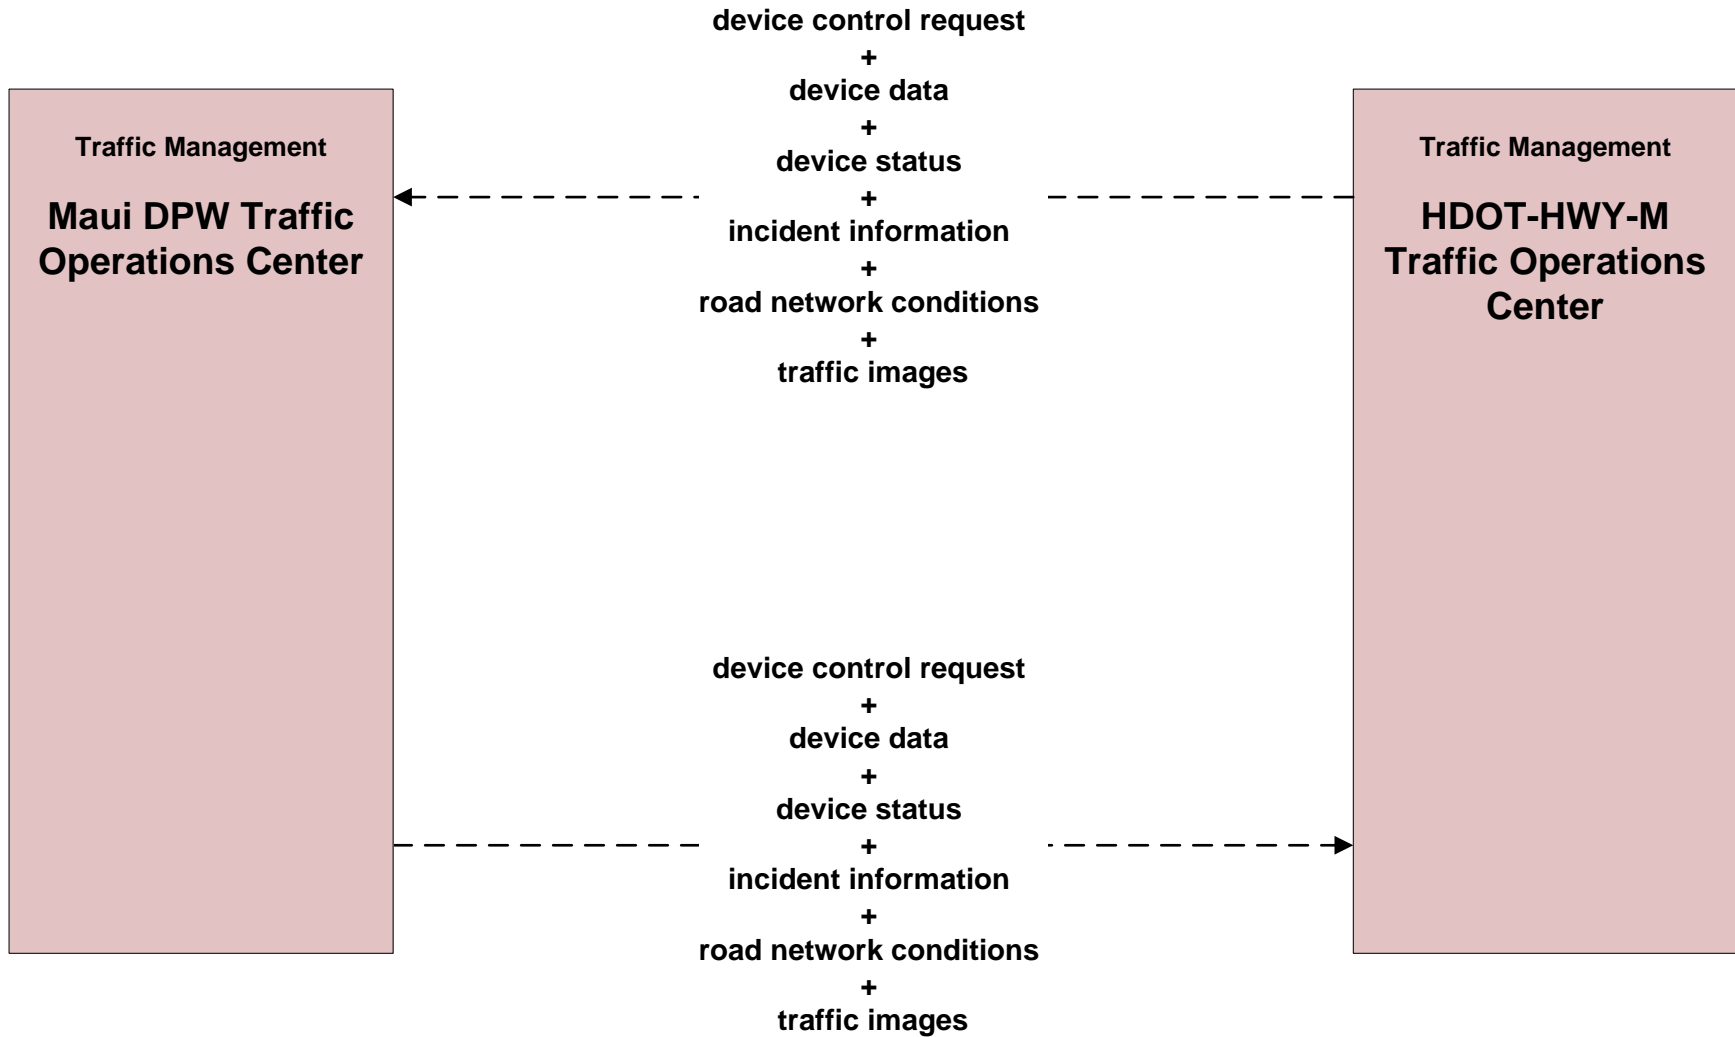 Traffic Management
Maui DPW Traffic
Operations Center
device control request
+
device data
+
device status
+
incident information
+
road network conditions
+
traffic images
Traffic Management
HDOT-HWY-M
Traffic Operations
Center
device control request
+
device data
+
device status
+
incident information
+
road network conditions
+
traffic images